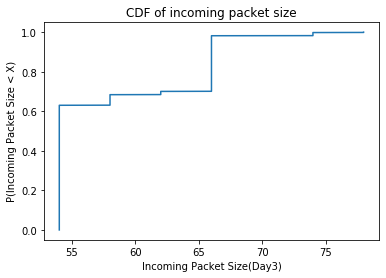 CDF of incoming packet size
P(Incoming Packet Size < X)
1.0
0.8
0.6
0.4
0.2
0.0
55 60 65 70 75
Incoming Packet Size(Day3)